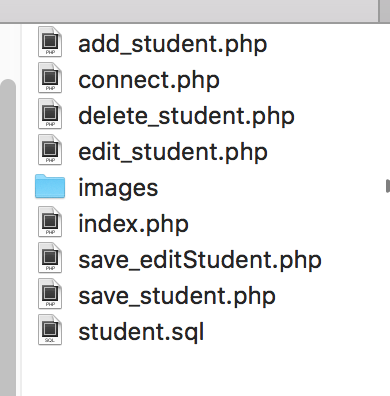 add_student.php
connect.php
delete_student.php
edit_student.php
images
index.php
save_editStudent.php
save_student.php
student.sql